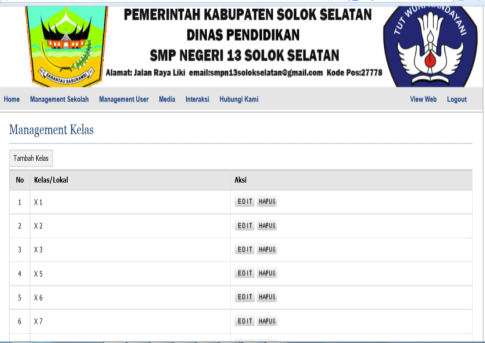 PEMERINTAH KABUPATEN SOLOK SELATAN
DINAS PENDIDIKAN
SMP NEGERI 13 SOLOK SELATAN
Alamat: Jalan Raya Liki email:smpn13solokselatan@gmail.com Kode Pos:27778
TUT WURI HANDAYANI
Home Management Sekolah Management User Media Interaksi Hubungi Kami View Web Logout
Management Kelas
Tambah Kelas
No Kelas/Lokal Aksi
1 X 1 EDIT HAPUS
2 X 2 EDIT HAPUS
3 X 3 EDIT HAPUS
4 X 5 EDIT HAPUS
5 X 6 EDIT HAPUS
6 X 7 EDIT HAPUS